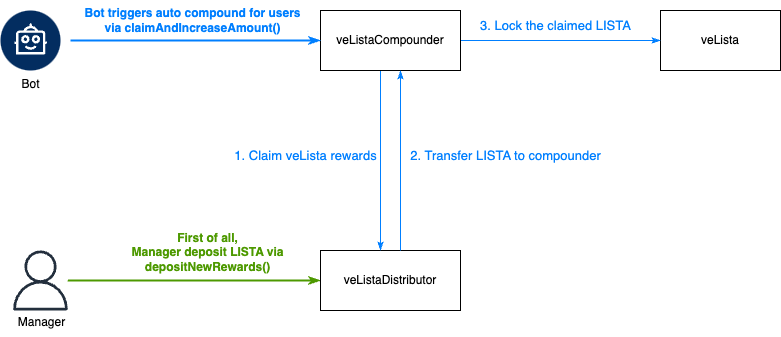 Bot triggers auto compound for users
via claimAndIncreaseAmount()
Bot
veListaCompounder
3. Lock the claimed LISTA
veLista
1. Claim veLista rewards
2. Transfer LISTA to compounder
First of all,
Manager deposit LISTA via
depositNewRewards()
Manager
veListaDistributor